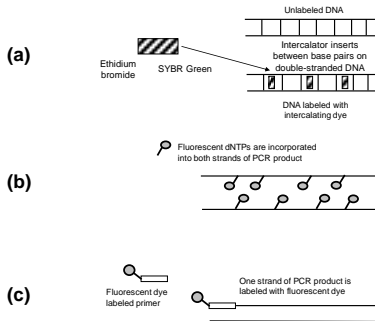 (a)
Unlabeled DNA
Ethidium
bromide
SYBR Green
Intercalator inserts
between base pairs on
double-stranded DNA
DNA labeled with
intercalating dye
(b)
Fluorescent dNTPs are incorporated
into both strands of PCR product
(c)
Fluorescent dye
labeled primer
One strand of PCR product is
labeled with fluorescent dye